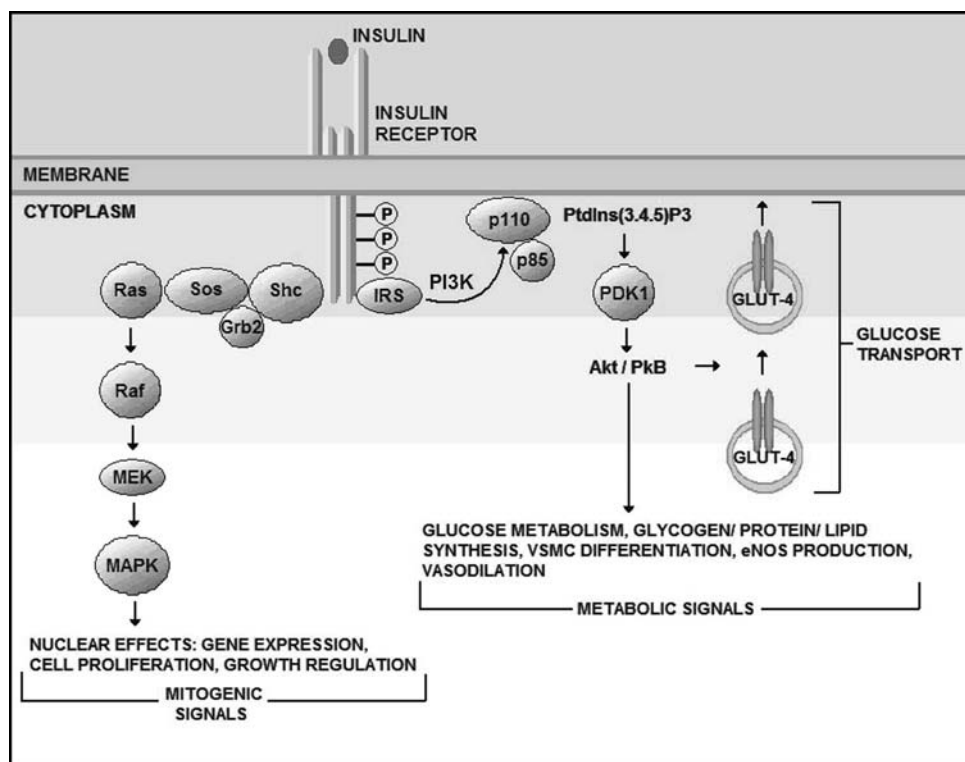 INSULIN
INSULIN
RECEPTOR
MEMBRANE
CYTOPLASM
P
P
P
IRS
PI3K
p110
p85
PtdIns(3.4.5)P3
PDK1
Akt / PkB
GLUT-4
GLUT-4
GLUCOSE
TRANSPORT
Ras
Sos
Shc
Grb2
Raf
MEK
MAPK
GLUCOSE METABOLISM, GLYCOGEN/ PROTEIN/ LIPID
SYNTHESIS, VSMC DIFFERENTIATION, eNOS PRODUCTION,
VASODILATION
METABOLIC SIGNALS
NUCLEAR EFFECTS: GENE EXPRESSION,
CELL PROLIFERATION, GROWTH REGULATION
MITOGENIC
SIGNALS